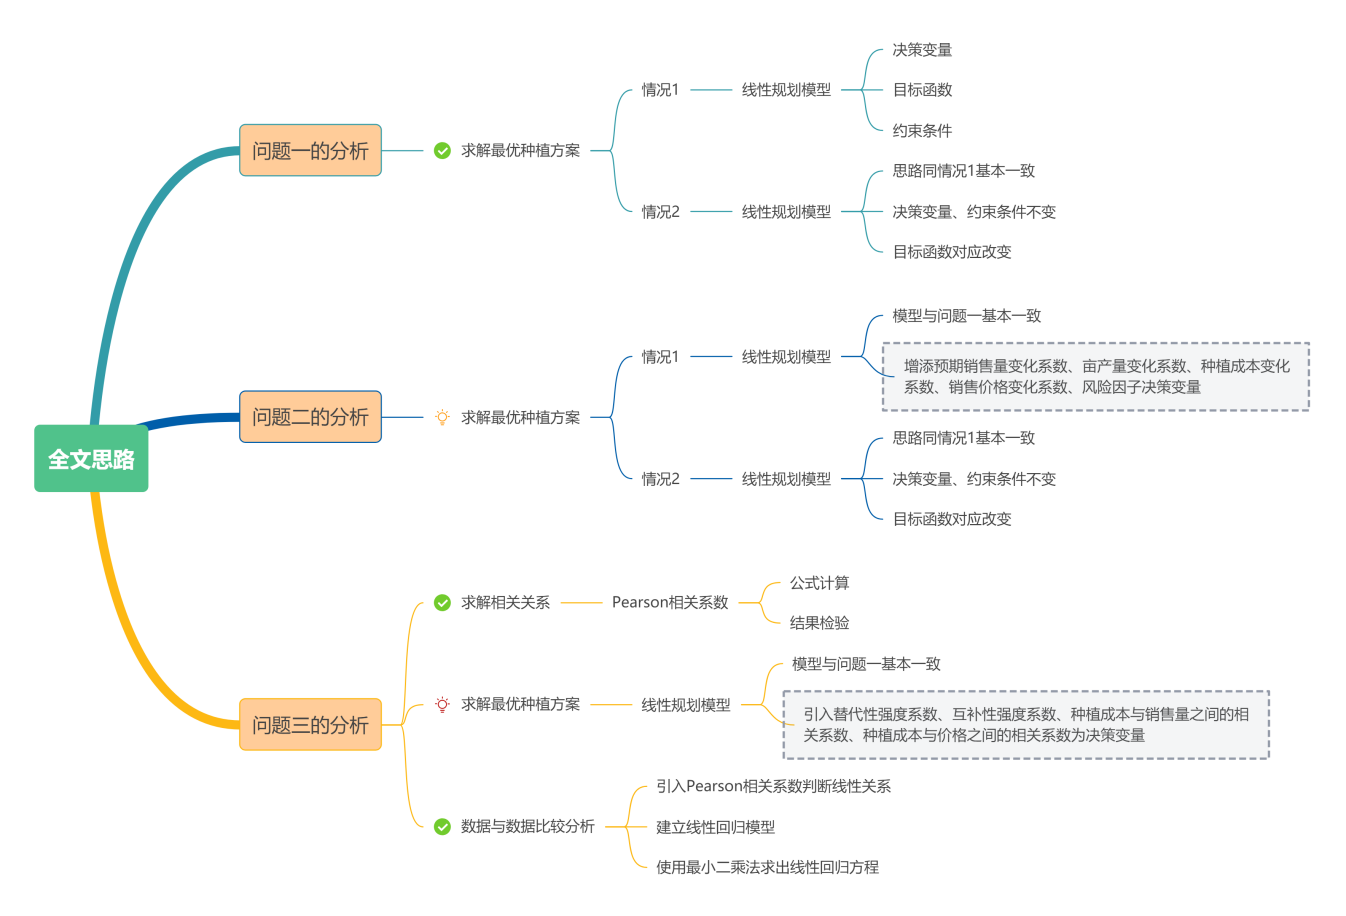 全文思路
问题一的分析
求解最优种植方案
情况1
线性规划模型
决策变量
目标函数
约束条件
情况2
线性规划模型
思路同情况1基本一致
决策变量、约束条件不变
目标函数对应改变
问题二的分析
求解最优种植方案
情况1
线性规划模型
模型与问题一基本一致
增添预期销售量变化系数、亩产量变化系数、种植成本变化
系数、销售价格变化系数、风险因子决策变量
情况2
线性规划模型
思路同情况1基本一致
决策变量、约束条件不变
目标函数对应改变
问题三的分析
求解相关关系
Pearson相关系数
公式计算
结果检验
求解最优种植方案
线性规划模型
模型与问题一基本一致
引入替代性强度系数、互补性强度系数、种植成本与销售量之间的相
关系数、种植成本与价格之间的相关系数为决策变量
数据与数据比较分析
引入Pearson相关系数判断线性关系
建立线性回归模型
使用最小二乘法求出线性回归方程